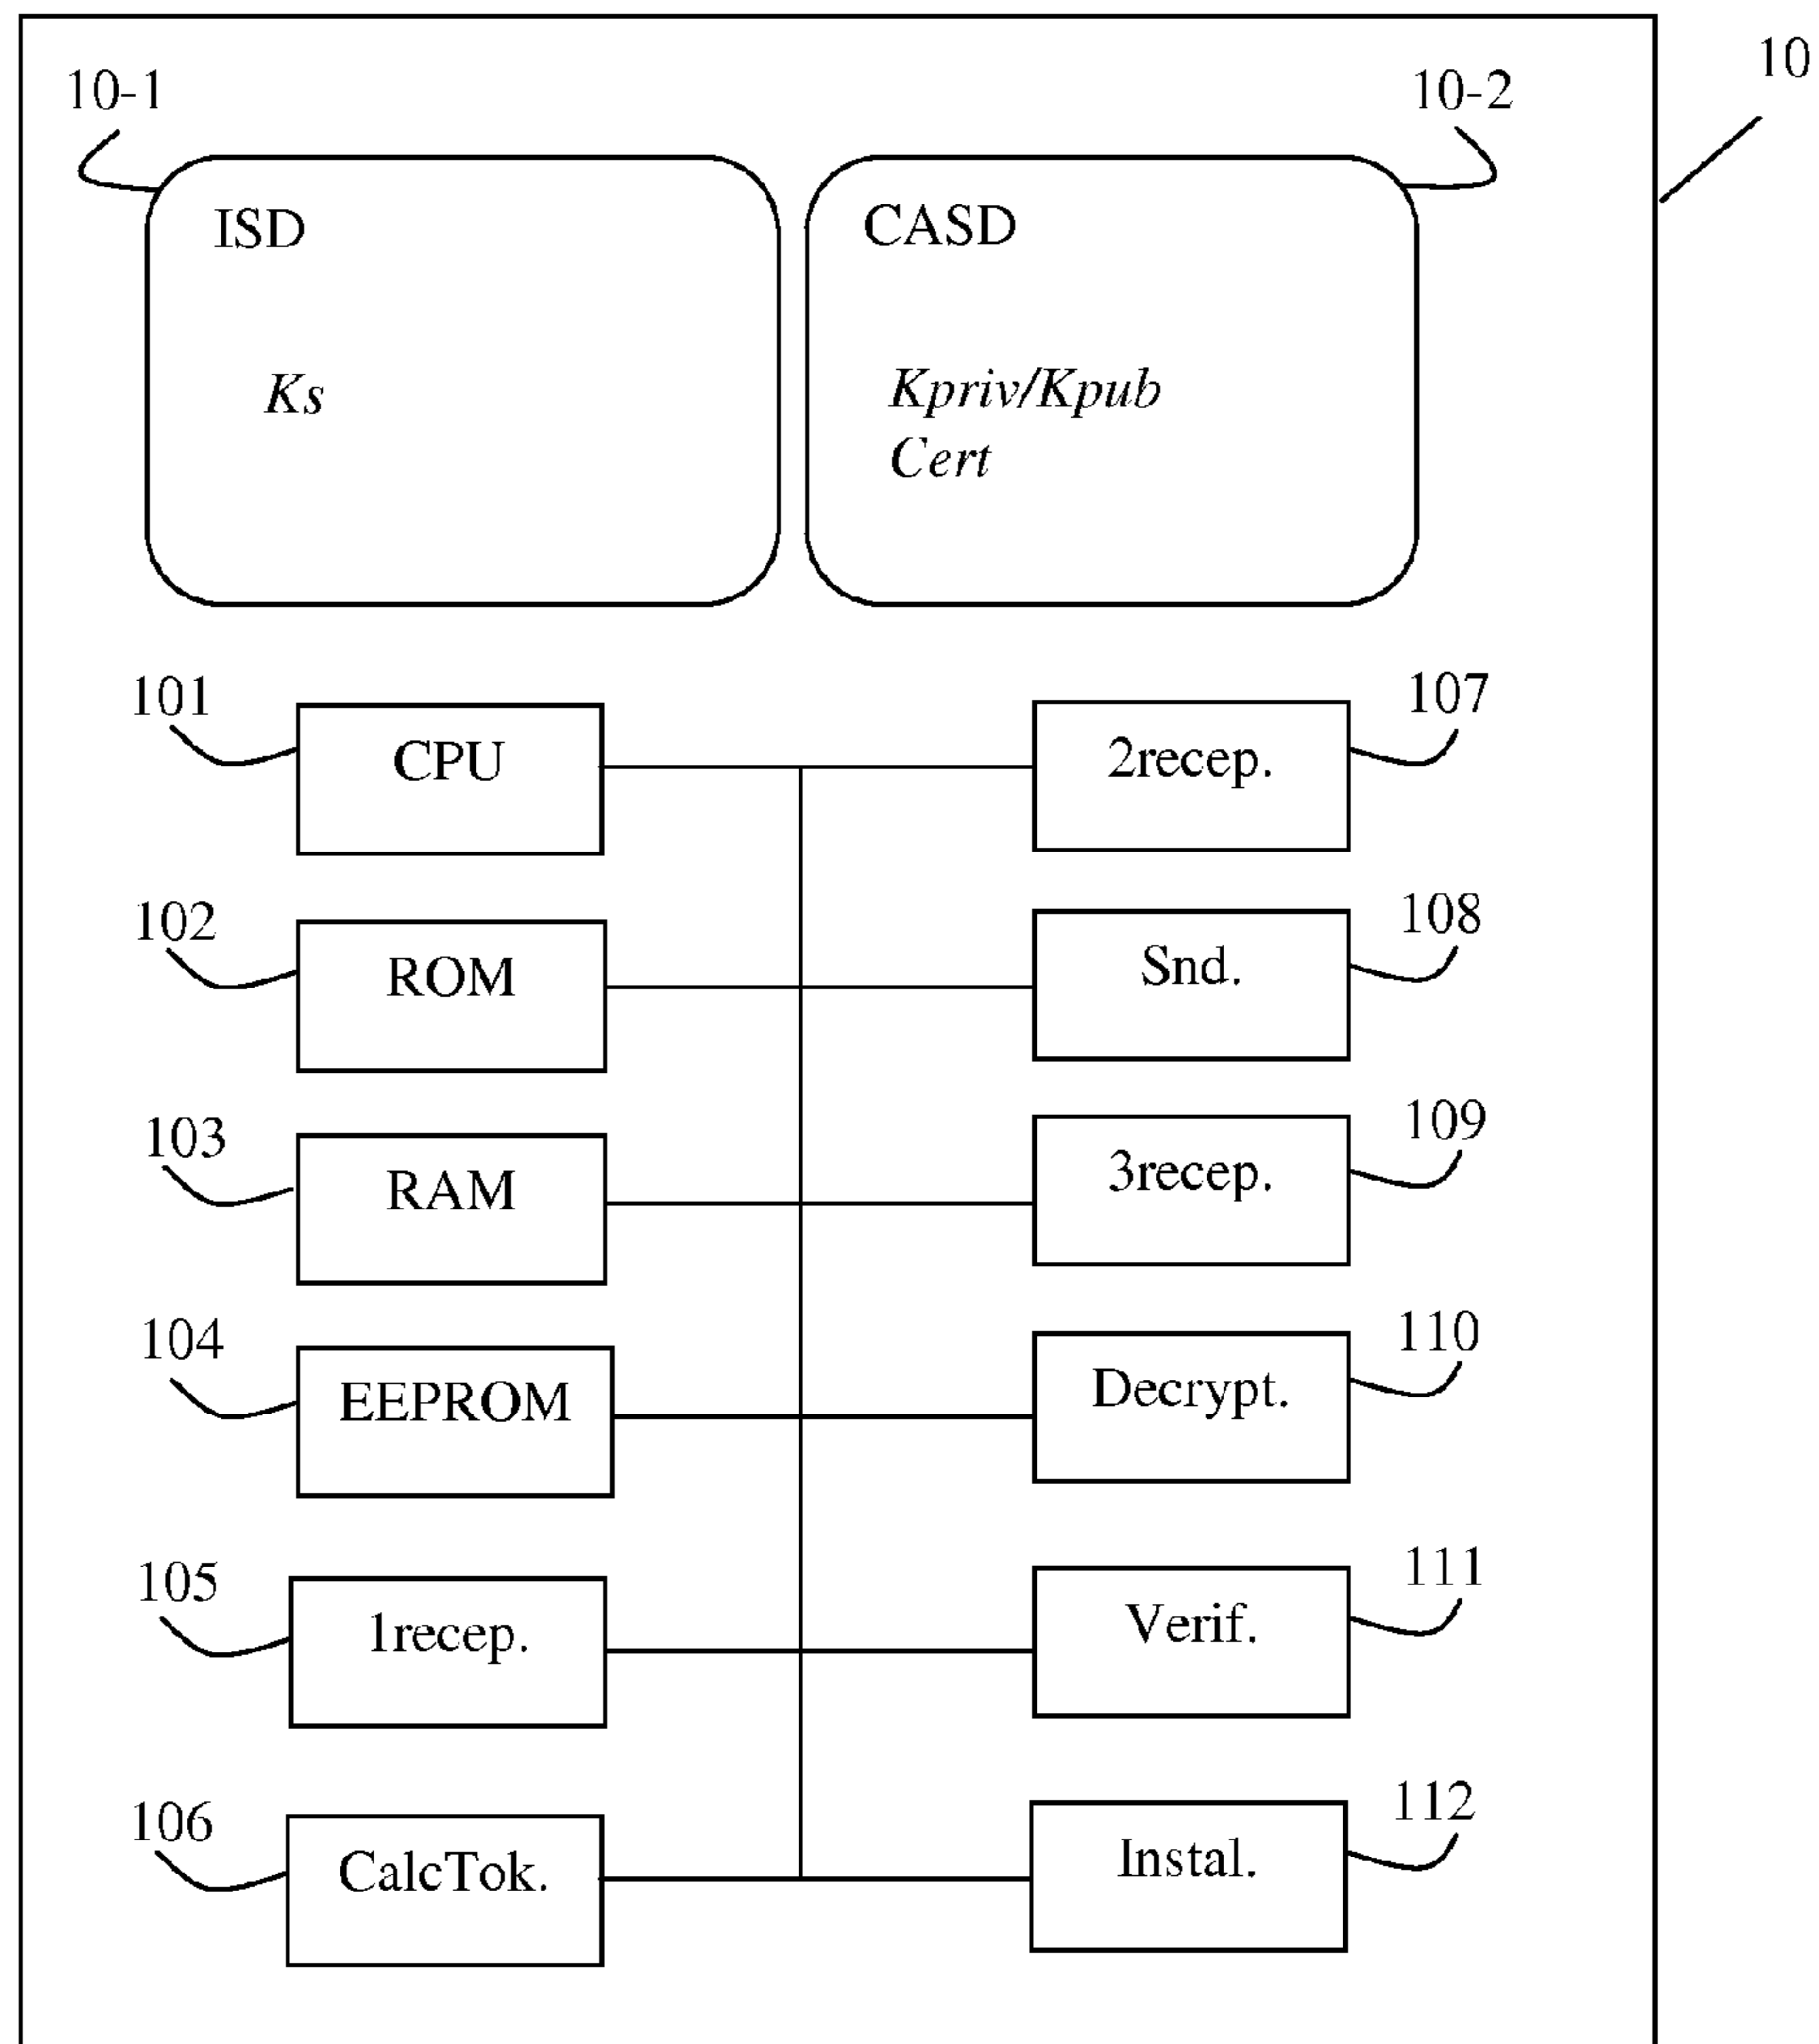 10
10-1
10-2
ISD
CASD
Ks
Kpriv/Kpub
Cert
101
CPU
2recep.
107
102
ROM
Snd.
108
103
RAM
3recep.
109
104
EEPROM
Decrypt.
110
105
1recep.
Verif.
111
106
CalcTok.
Instal.
112